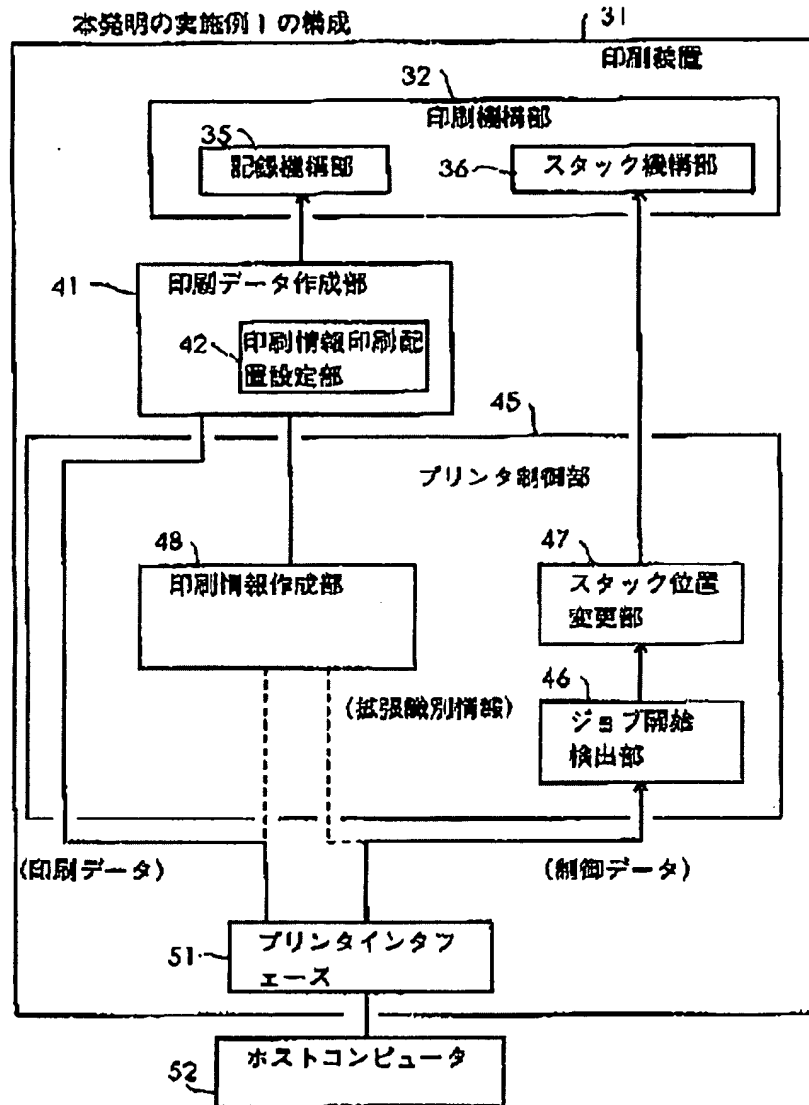 本発明の実施例1の構成
31
印刷装置
32
印刷機構部
35
記録機構部
36
スタック機構部
41
印刷データ作成部
42
印刷情報印刷配
置設定部
45
プリンタ制御部
48
印刷情報作成部
47
スタック位置
変更部
(拡張識別情報)
46
ジョブ開始
検出部
(印刷データ)
(制御データ)
51
プリンタインタフ
ェース
52
ホストコンピュータ